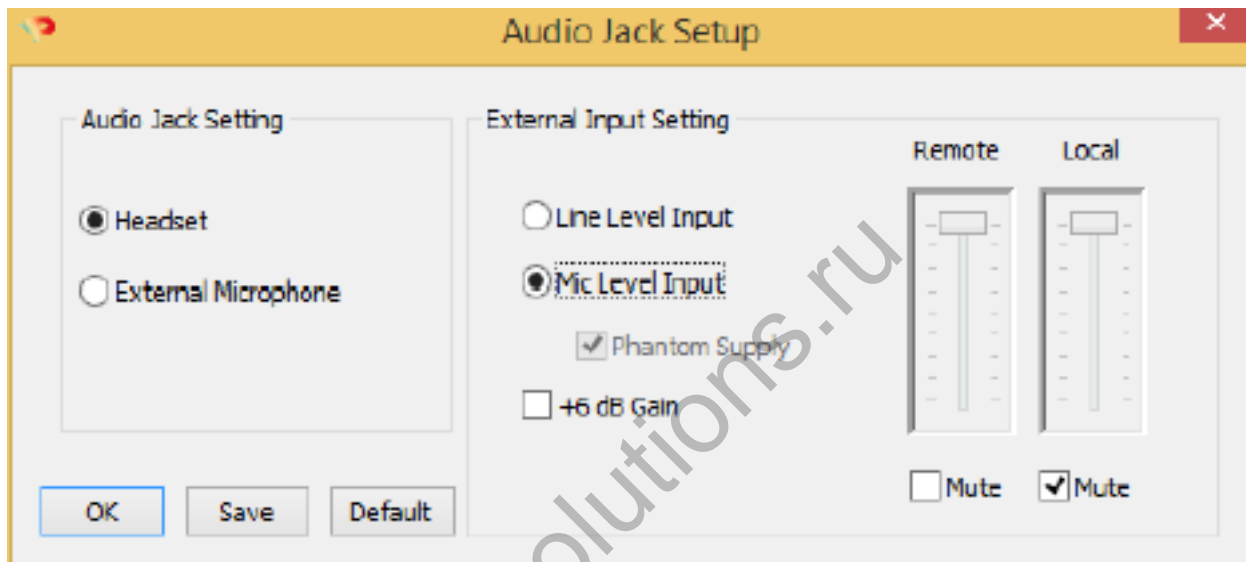 Audio Jack Setup
Audio Jack Setting
Headset
External Microphone
OK Save Default
External Input Setting
Line Level Input
Mic Level Input
Phantom Supply
+6 dB Gain
Remote Local
Mute Mute
olutions.ru